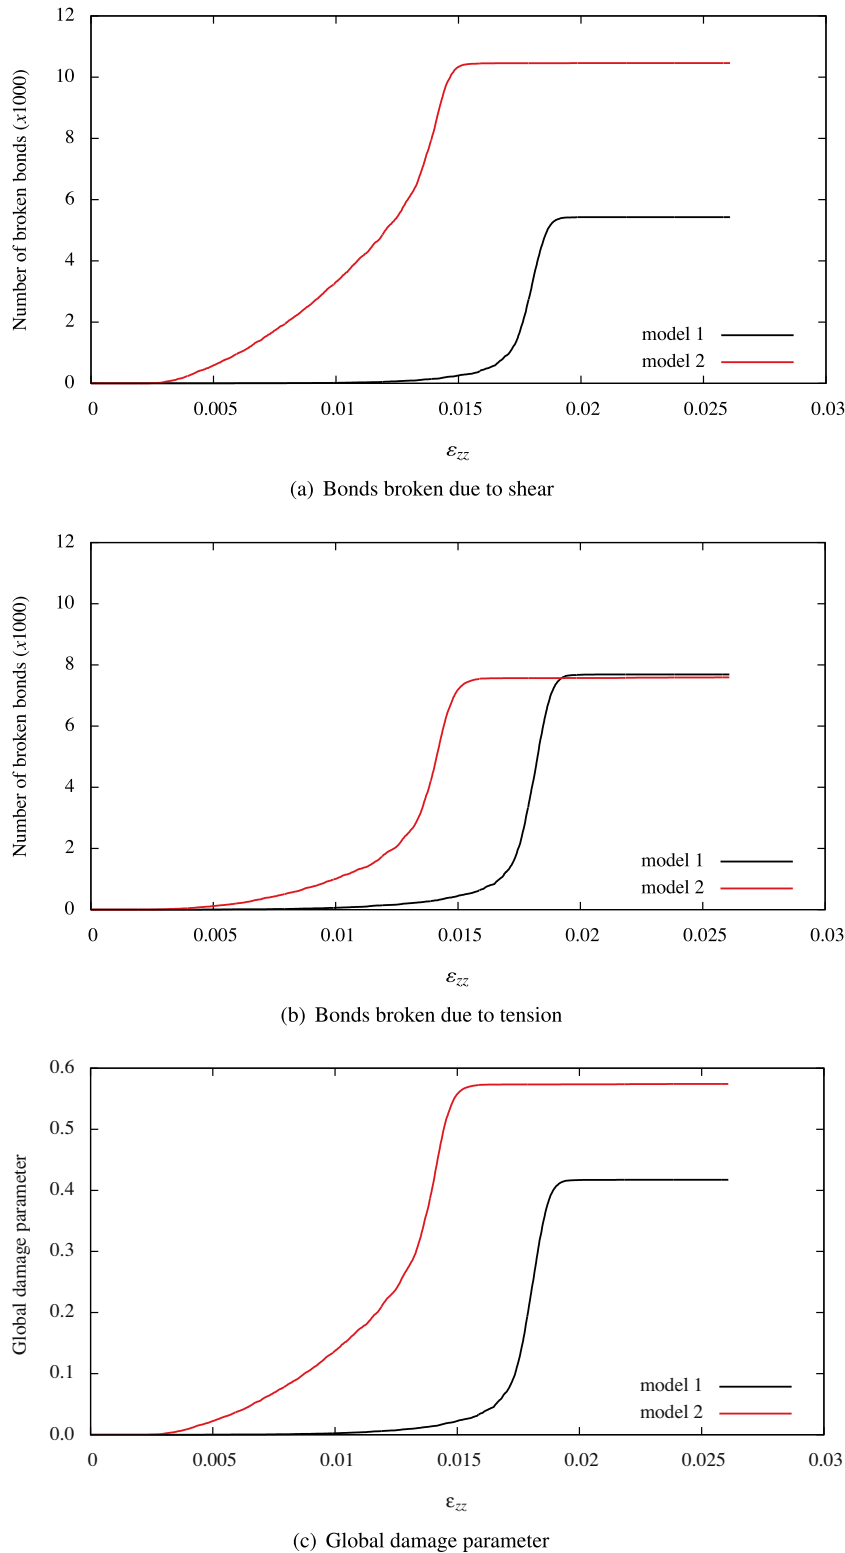 12
10
8
6
4
2
0
Number of broken bonds (x1000)
model 1
model 2
0 0.005 0.01 0.015 0.02 0.025 0.03
εzz
(a) Bonds broken due to shear
12
10
8
6
4
2
0
Number of broken bonds (x1000)
model 1
model 2
0 0.005 0.01 0.015 0.02 0.025 0.03
εzz
(b) Bonds broken due to tension
0.6
0.5
0.4
0.3
0.2
0.1
0.0
Global damage parameter
model 1
model 2
0 0.005 0.01 0.015 0.02 0.025 0.03
εzz
(c) Global damage parameter